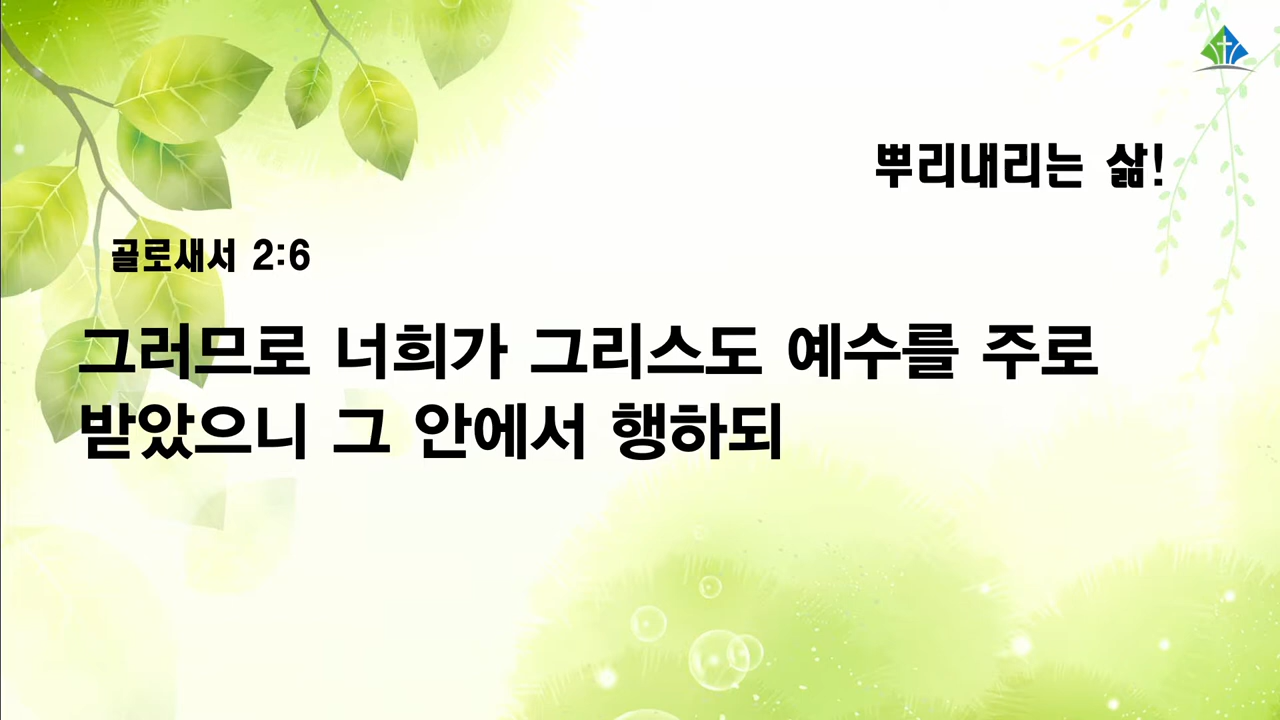 뿌리내리는 삶!
골로새서 2:6
그러므로 너희가 그리스도 예수를 주로
받았으니 그 안에서 행하되